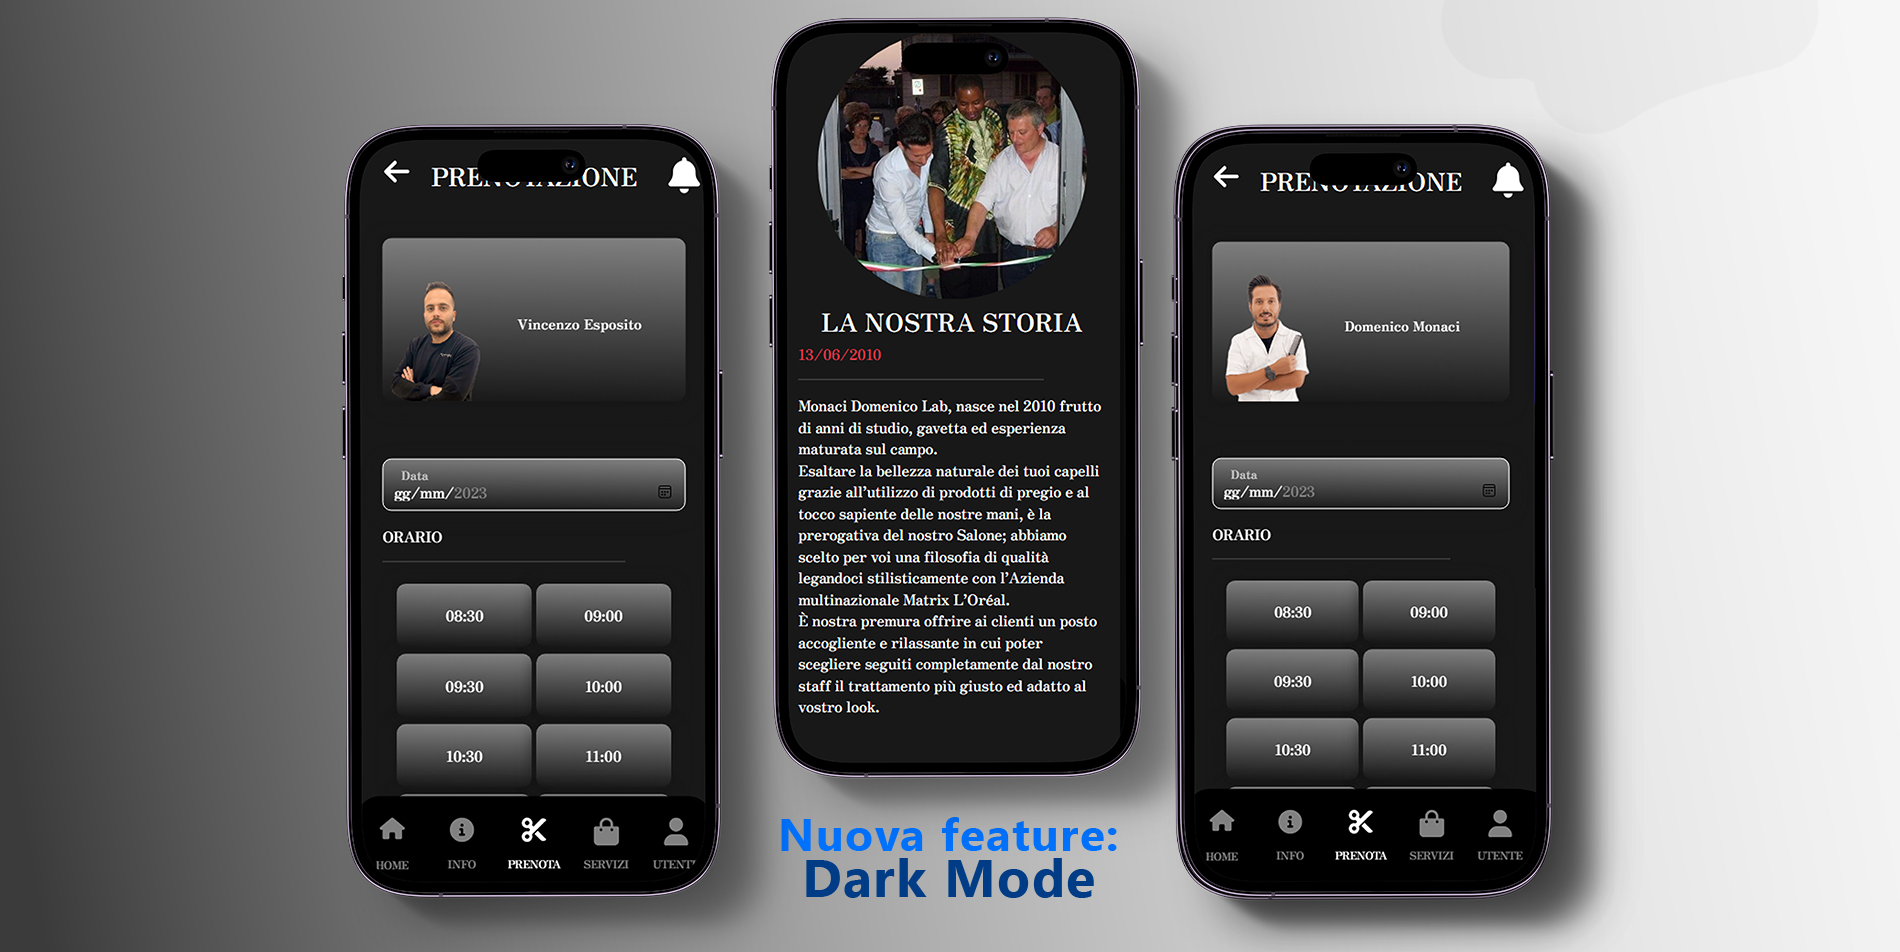 PRENOTAZIONE
Vincenzo Esposito
Data
gg/mm/2023
ORARIO
08:30
09:00
09:30
10:00
10:30
11:00
HOME
INFO
PRENOTA
SERVIZI
UTENT
LA NOSTRA STORIA
13/06/2010
Monaci Domenico Lab, nasce nel 2010 frutto
di anni di studio, gavetta ed esperienza
maturata sul campo.
Esaltare la bellezza naturale dei tuoi capelli
grazie all’utilizzo di prodotti di pregio e al
tocco sapiente delle nostre mani, è la
prerogativa del nostro Salone; abbiamo
scelto per voi una filosofia di qualità
legandoci stilisticamente con l’Azienda
multinazionale Matrix L’Oréal.
È nostra premura offrire ai clienti un posto
accogliente e rilassante in cui poter
scegliere seguiti completamente dal nostro
staff il trattamento più giusto ed adatto al
vostro look.
Nuova feature:
Dark Mode
PRENOTAZIONE
Domenico Monaci
Data
gg/mm/2023
ORARIO
08:30
09:00
09:30
10:00
10:30
11:00
HOME
INFO
PRENOTA
SERVIZI
UTENTE